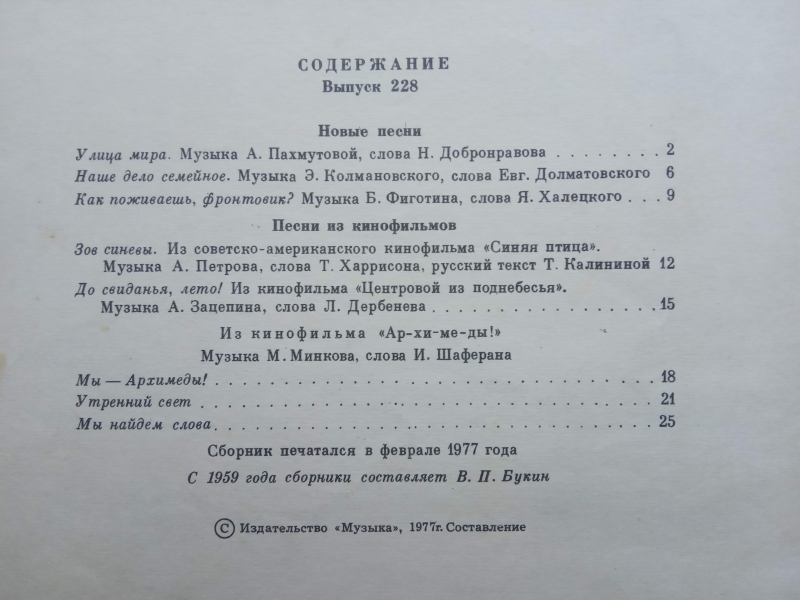 СОДЕРЖАНИЕ
Выпуск 228
Новые песни
Улица мира. Музыка А. Пахмутовой, слова Н. Добронравова . . . . . . . . 2
Наше дело семейное. Музыка Э. Колмановского, слова Евг. Долматовского 6
Как поживаешь, фронтовик? Музыка Б. Фиготина, слова Я. Халецкого . . . 9
Песни из кинофильмов
Зов синевы. Из советско-американского кинофильма «Синяя птица».
Музыка А. Петрова, слова Т. Харрисона, русский текст Т. Калининой 12
До свиданья, лето! Из кинофильма «Центровой из поднебесья».
Музыка А. Зацепина, слова Л. Дербенева . . . . . . . . . . . . . . . 15
Из кинофильма «Ар-хи-ме-ды!»
Музыка М. Минкова, слова И. Шаферана
Мы — Архимеды! . . . . . . . . . . . . . . . . . . . . . . . . . . . . . . 18
Утренний свет . . . . . . . . . . . . . . . . . . . . . . . . . . . . . . . 21
Мы найдем слова . . . . . . . . . . . . . . . . . . . . . . . . . . . . . . 25
Сборник печатался в феврале 1977 года
С 1959 года сборники составляет В. П. Букин
© Издательство «Музыка», 1977г. Составление